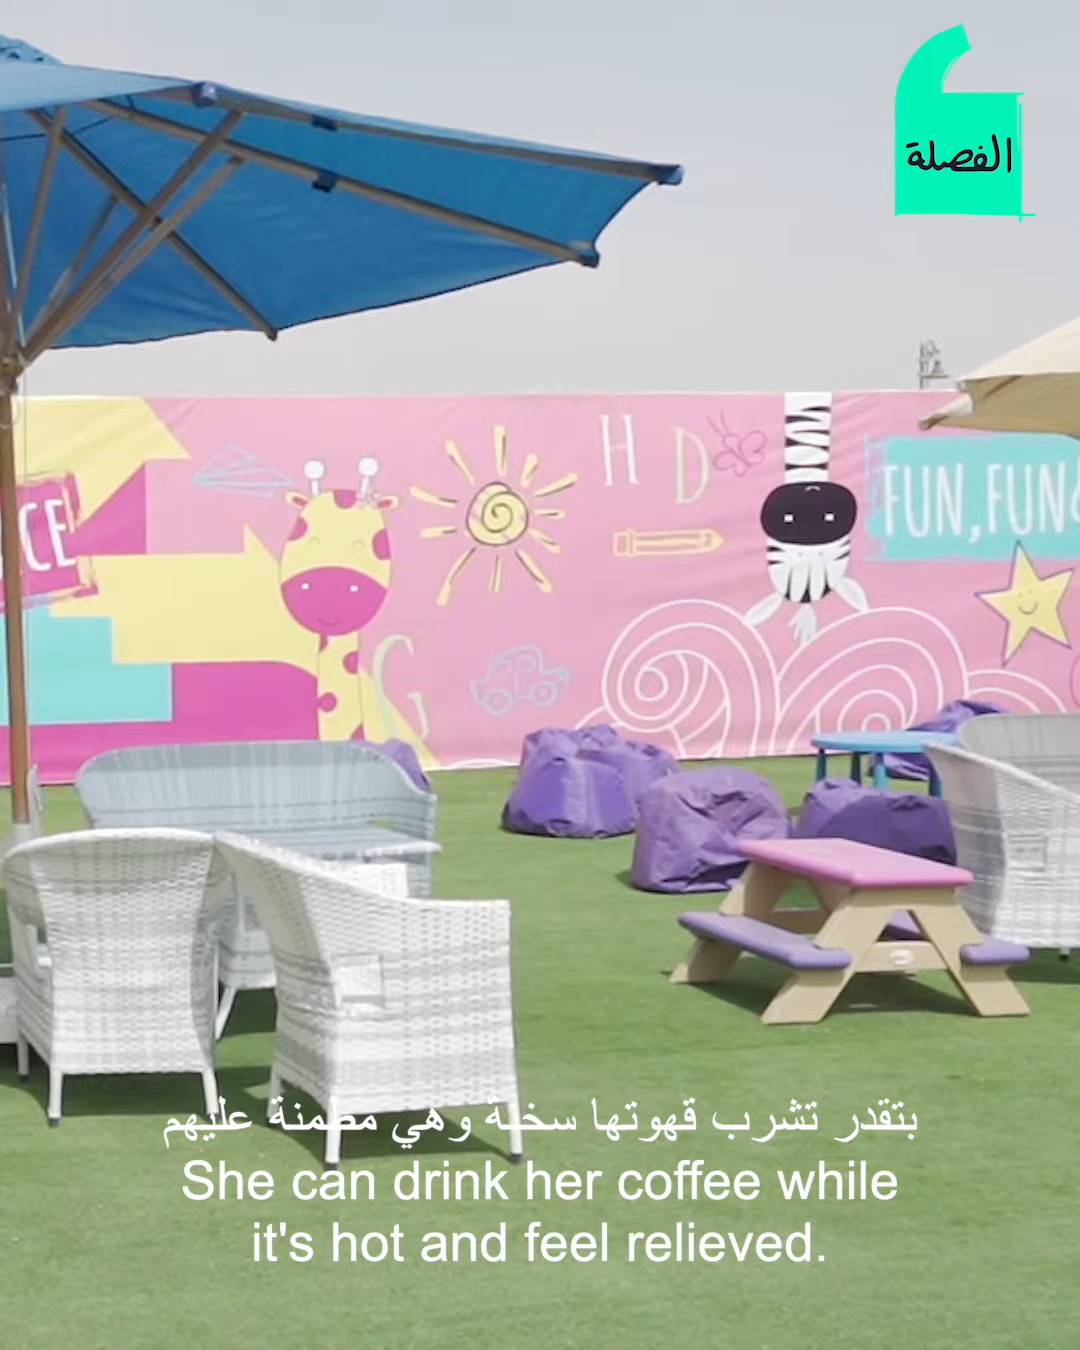 الفصلة
H
D
CE
FUN, FUN
G
بتقدر تشرب قهوتها سخنة وهي مطمنة عليهم
She can drink her coffee while
it's hot and feel relieved.